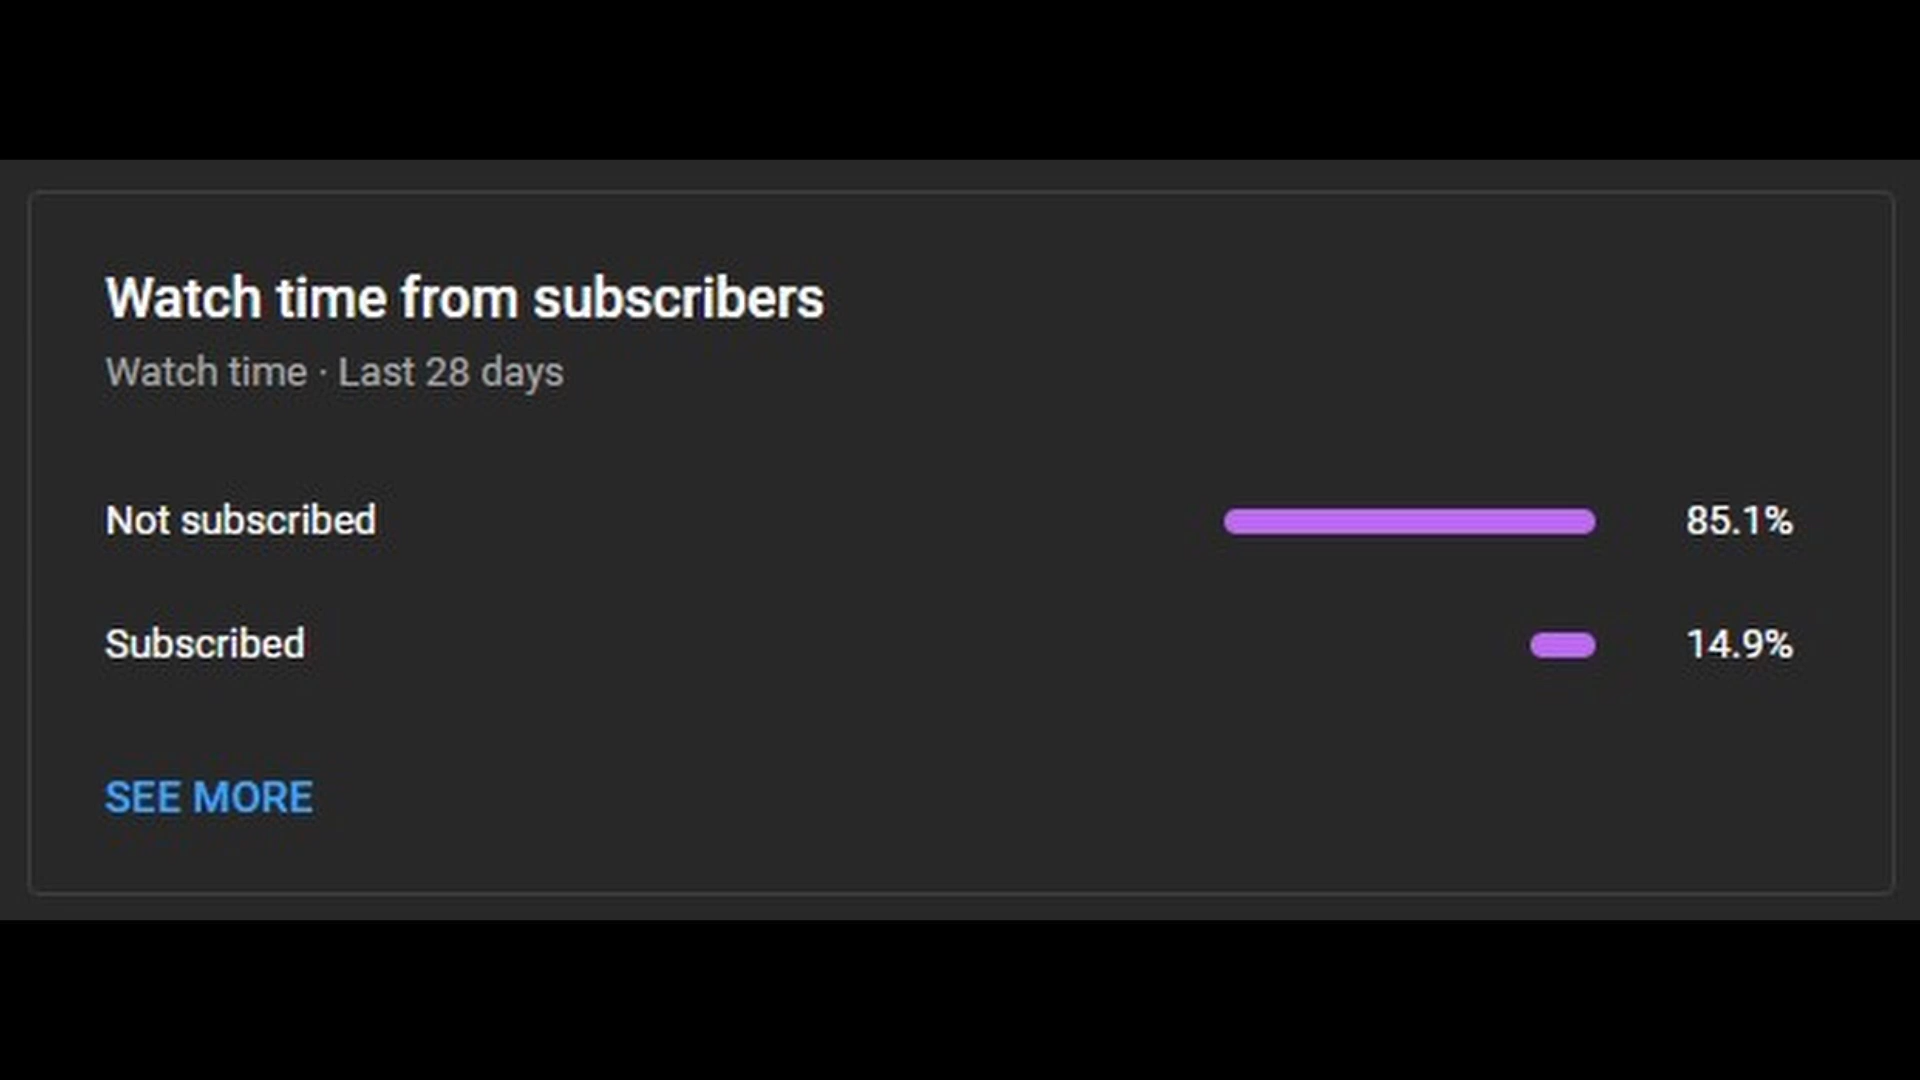 Watch time from subscribers
Watch time · Last 28 days
Not subscribed 85.1%
Subscribed 14.9%
SEE MORE